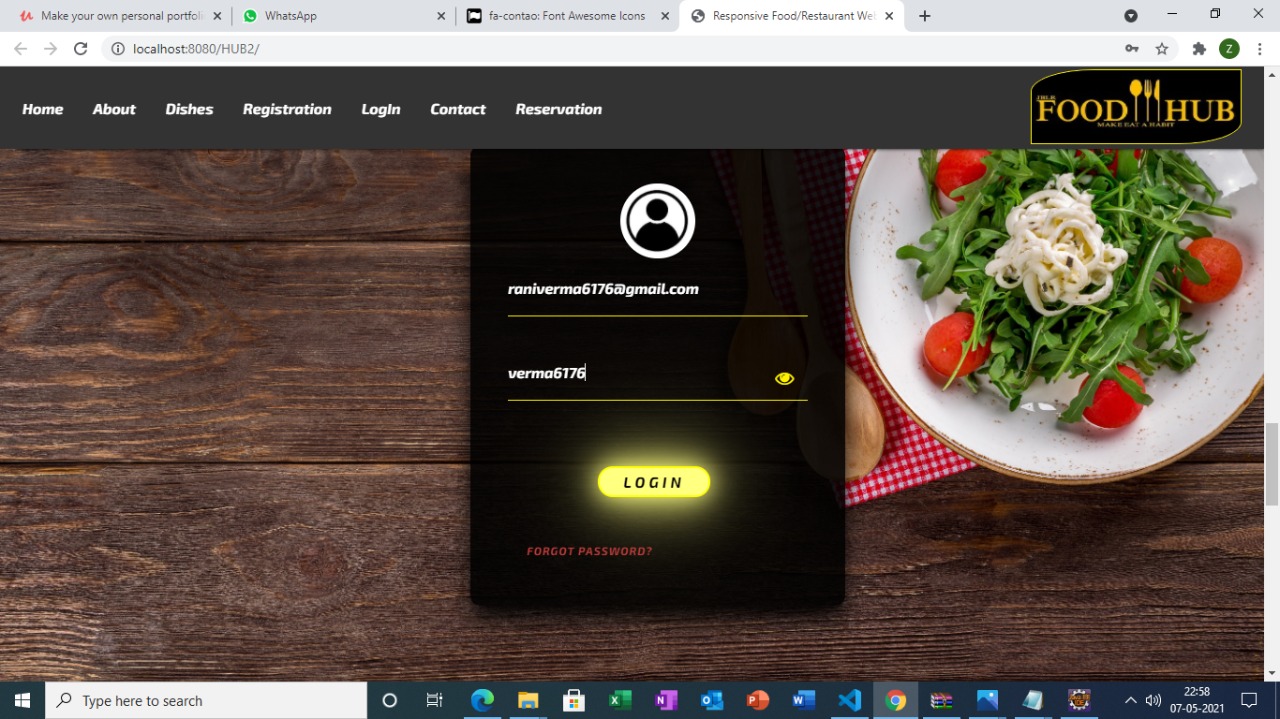 Make your own personal portfoli
WhatsApp
fa-contao: Font Awesome Icons
Responsive Food/Restaurant Web
localhost:8080/HUB2/
Z
Home About Dishes Registration LogIn Contact Reservation
FOOD HUB
MAKE EAT A HABIT
raniverma6176@gmail.com
verma6176
LOGIN
FORGOT PASSWORD?
Type here to search
22:58
07-05-2021